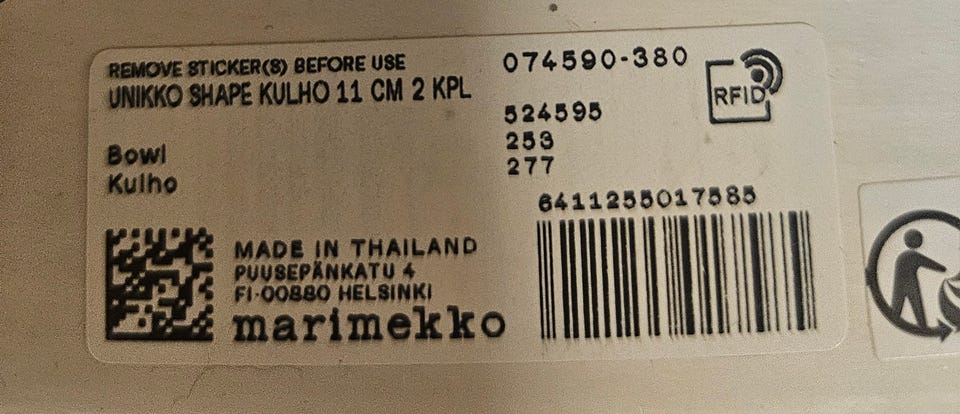 REMOVE STICKER(S) BEFORE USE
UNIKKO SHAPE KULHO 11 CM 2 KPL
Bowl
Kulho
MADE IN THAILAND
PUUSEPÄNKATU 4
FI-00880 HELSINKI
marimekko
074590-380
524595
253
277
6411255017585
RFID